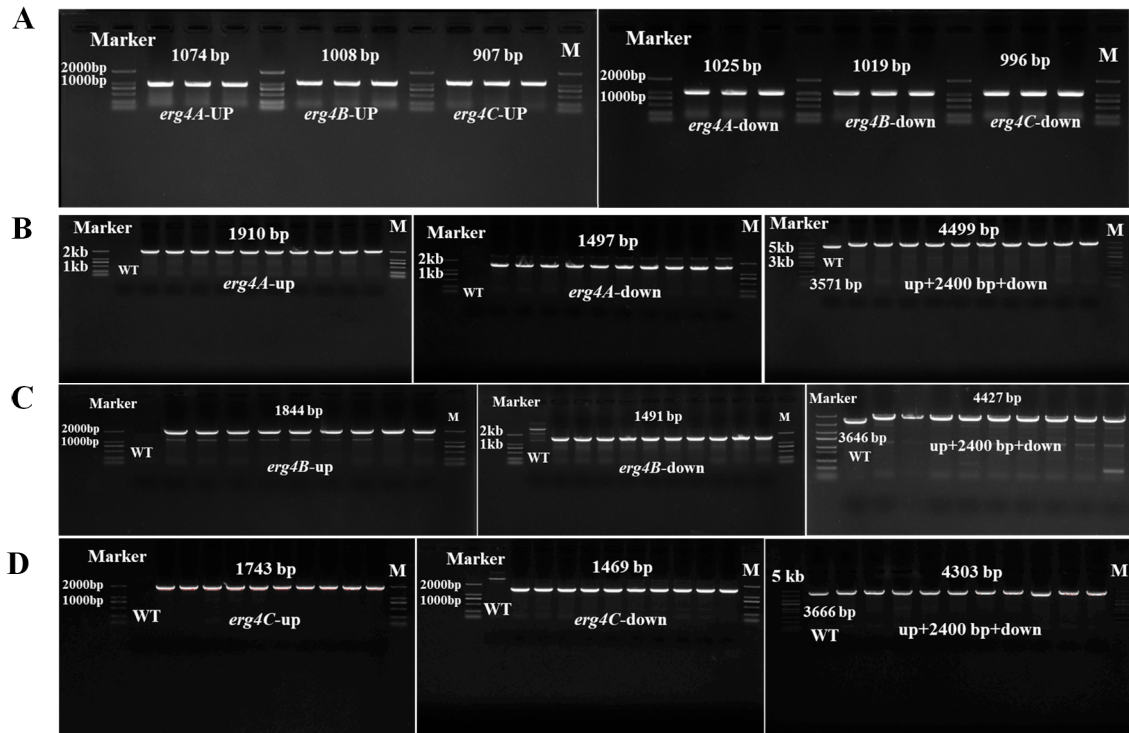 A
Marker
1074 bp
1008 bp
907 bp
M
2000bp
1000bp
erg4A-UP
erg4B-UP
erg4C-UP
Marker
1025 bp
1019 bp
996 bp
M
2000bp
1000bp
erg4A-down
erg4B-down
erg4C-down
B
Marker
1910 bp
M
2kb
1kb
WT
erg4A-up
Marker
1497 bp
M
2kb
1kb
WT
erg4A-down
Marker
4499 bp
M
5kb
3kb
WT
3571 bp
up+2400 bp+down
C
Marker
1844 bp
M
2000bp
1000bp
WT
erg4B-up
Marker
1491 bp
M
2kb
1kb
WT
erg4B-down
Marker
4427 bp
3646 bp
WT
up+2400 bp+down
D
Marker
1743 bp
M
2000bp
1000bp
WT
erg4C-up
Marker
1469 bp
M
2000bp
1000bp
WT
erg4C-down
5 kb
4303 bp
M
3666 bp
WT
up+2400 bp+down